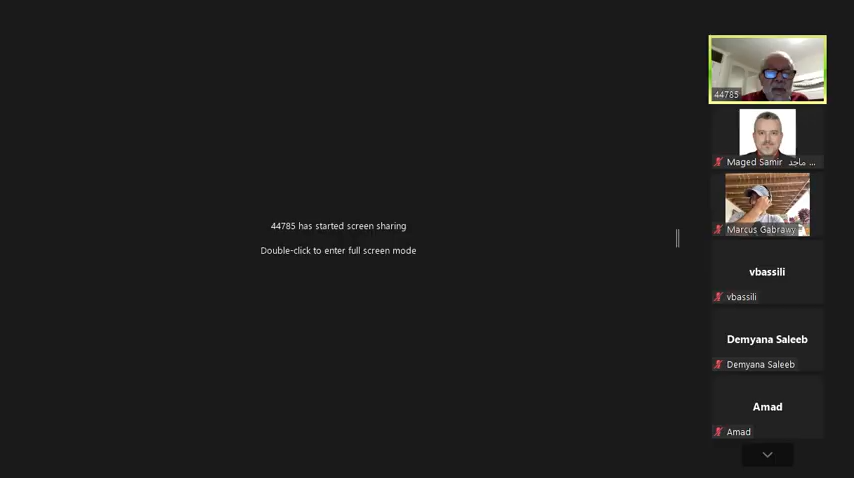 44785 has started screen sharing
Double-click to enter full screen mode
44785
Maged Samir ماجد ...
Marcus Gabrawy
vbassili
vbassili
Demyana Saleeb
Demyana Saleeb
Amad
Amad